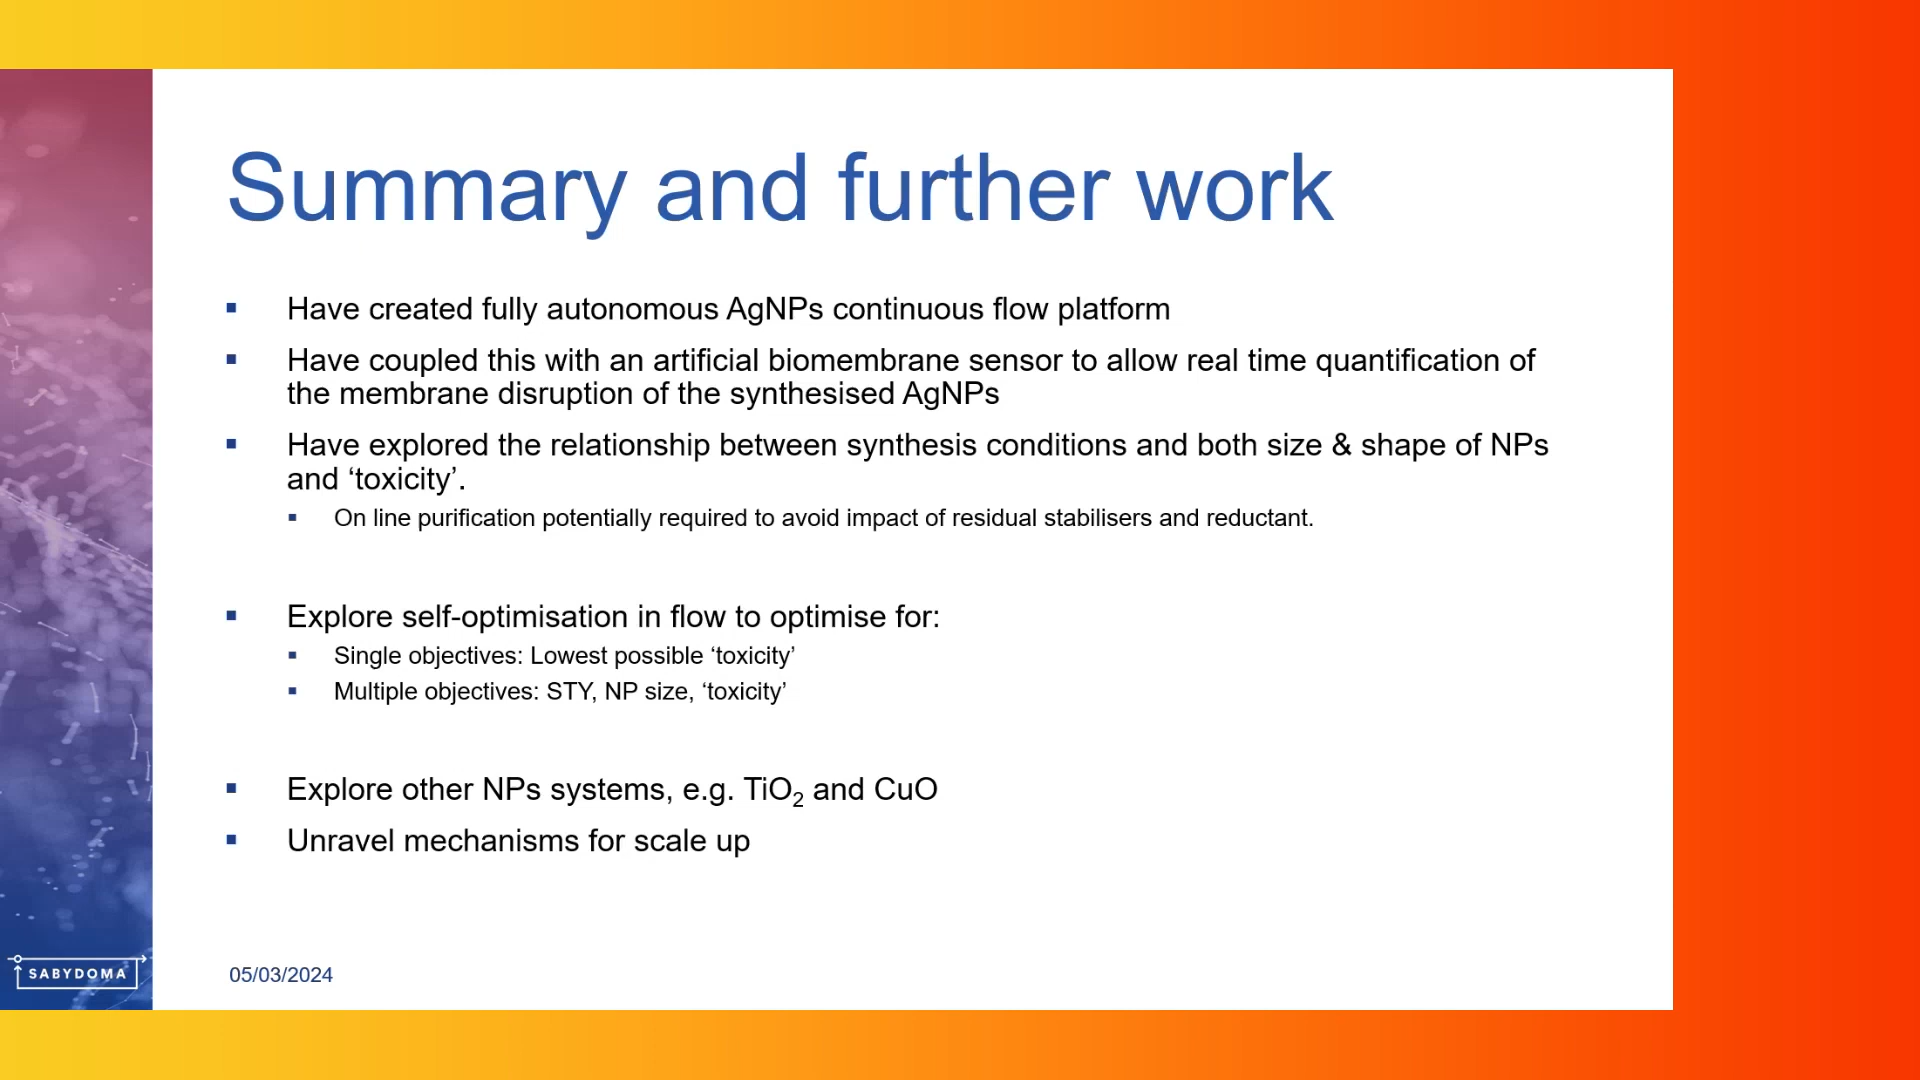 Summary and further work
▪ Have created fully autonomous AgNPs continuous flow platform
▪ Have coupled this with an artificial biomembrane sensor to allow real time quantification of
the membrane disruption of the synthesised AgNPs
▪ Have explored the relationship between synthesis conditions and both size & shape of NPs
and ‘toxicity’.
▪ On line purification potentially required to avoid impact of residual stabilisers and reductant.
▪ Explore self-optimisation in flow to optimise for:
▪ Single objectives: Lowest possible ‘toxicity’
▪ Multiple objectives: STY, NP size, ‘toxicity’
▪ Explore other NPs systems, e.g. TiO₂ and CuO
▪ Unravel mechanisms for scale up
SABYDOMA
05/03/2024